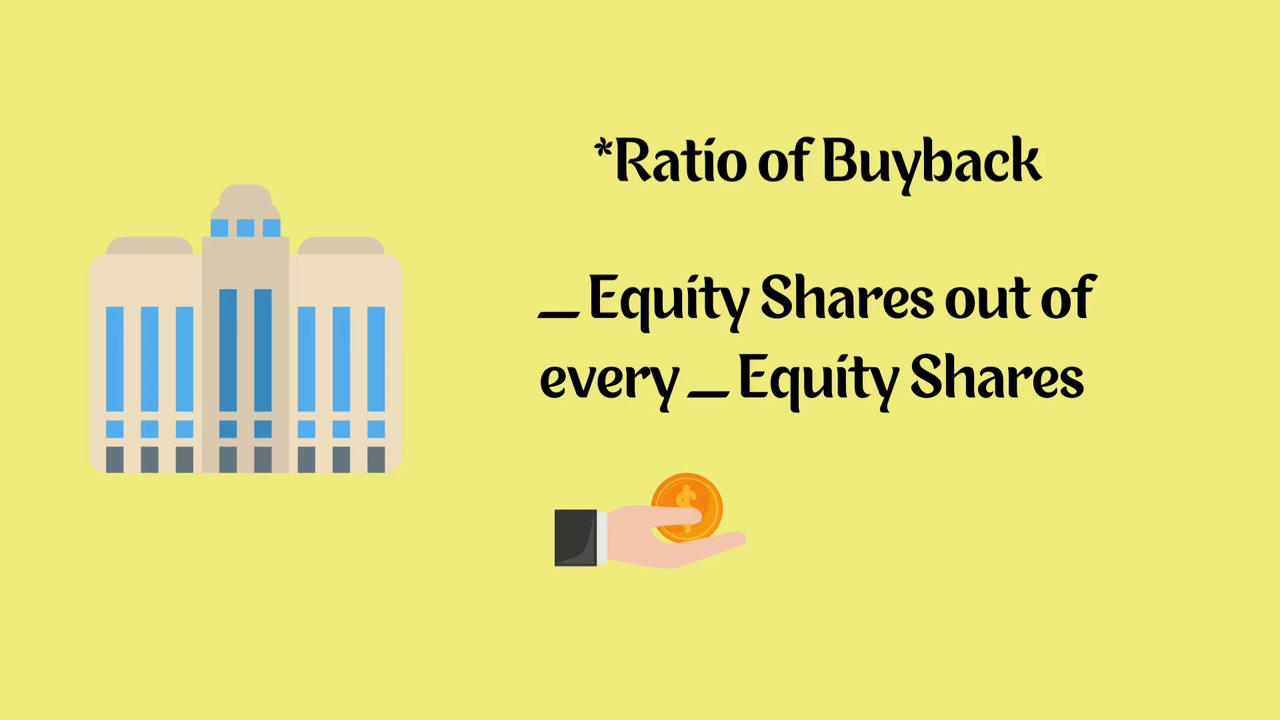 *Ratio of Buyback
_ Equity Shares out of
every _ Equity Shares
$